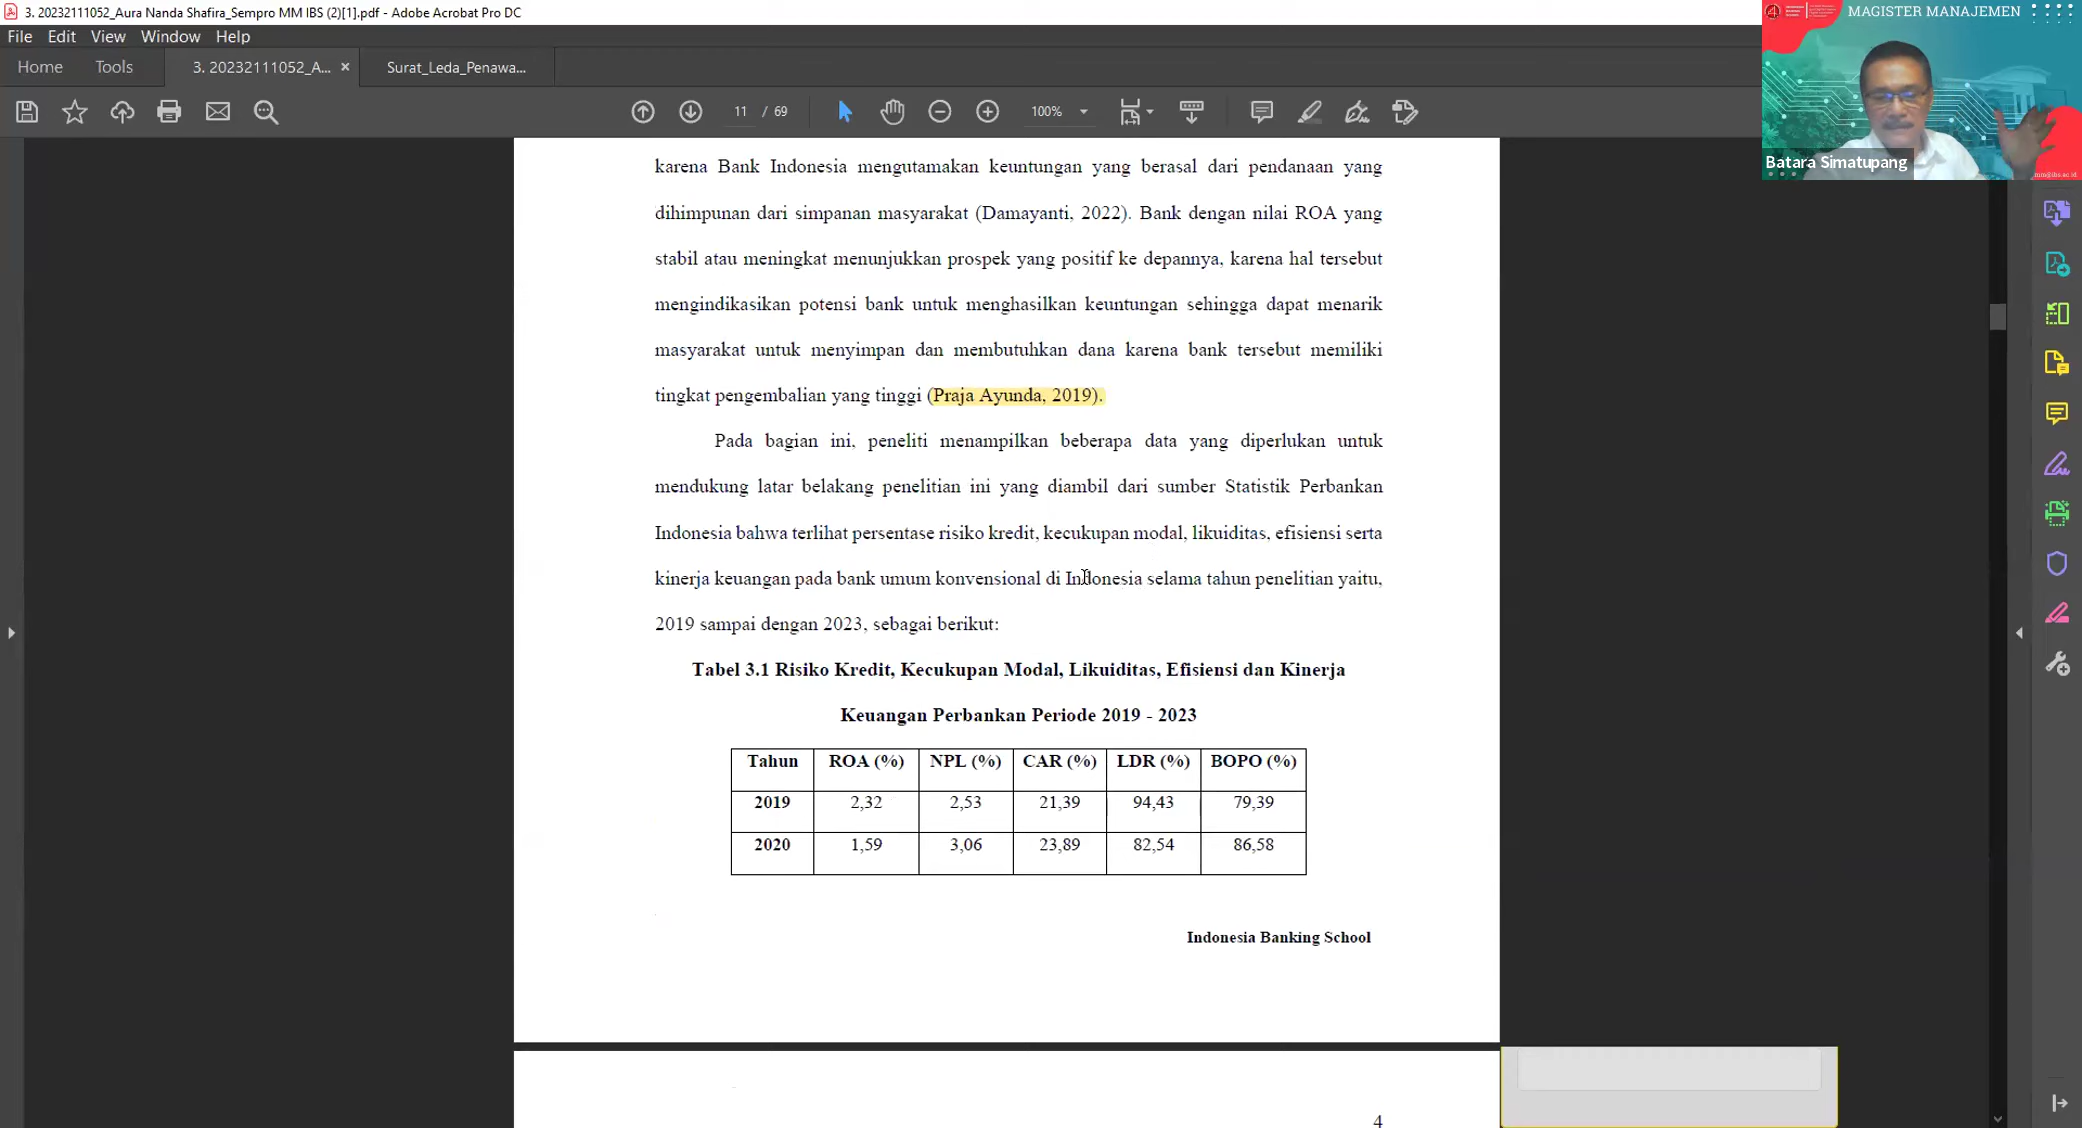 3. 20232111052_Aura Nanda Shafira_Sempro MM IBS (2)[1].pdf - Adobe Acrobat Pro DC
File Edit View Window Help
Home Tools 3. 20232111052_A... × Surat_Leda_Penawa...
11 / 69 100%
MAGISTER MANAJEMEN
Batara Simatupang
mm@ibs.ac.id
karena Bank Indonesia mengutamakan keuntungan yang berasal dari pendanaan yang
dihimpunan dari simpanan masyarakat (Damayanti, 2022). Bank dengan nilai ROA yang
stabil atau meningkat menunjukkan prospek yang positif ke depannya, karena hal tersebut
mengindikasikan potensi bank untuk menghasilkan keuntungan sehingga dapat menarik
masyarakat untuk menyimpan dan membutuhkan dana karena bank tersebut memiliki
tingkat pengembalian yang tinggi (Praja Ayunda, 2019).
Pada bagian ini, peneliti menampilkan beberapa data yang diperlukan untuk
mendukung latar belakang penelitian ini yang diambil dari sumber Statistik Perbankan
Indonesia bahwa terlihat persentase risiko kredit, kecukupan modal, likuiditas, efisiensi serta
kinerja keuangan pada bank umum konvensional di Indonesia selama tahun penelitian yaitu,
2019 sampai dengan 2023, sebagai berikut:
Tabel 3.1 Risiko Kredit, Kecukupan Modal, Likuiditas, Efisiensi dan Kinerja
Keuangan Perbankan Periode 2019 - 2023
Tahun ROA (%) NPL (%) CAR (%) LDR (%) BOPO (%)
2019 2,32 2,53 21,39 94,43 79,39
2020 1,59 3,06 23,89 82,54 86,58
Indonesia Banking School
4